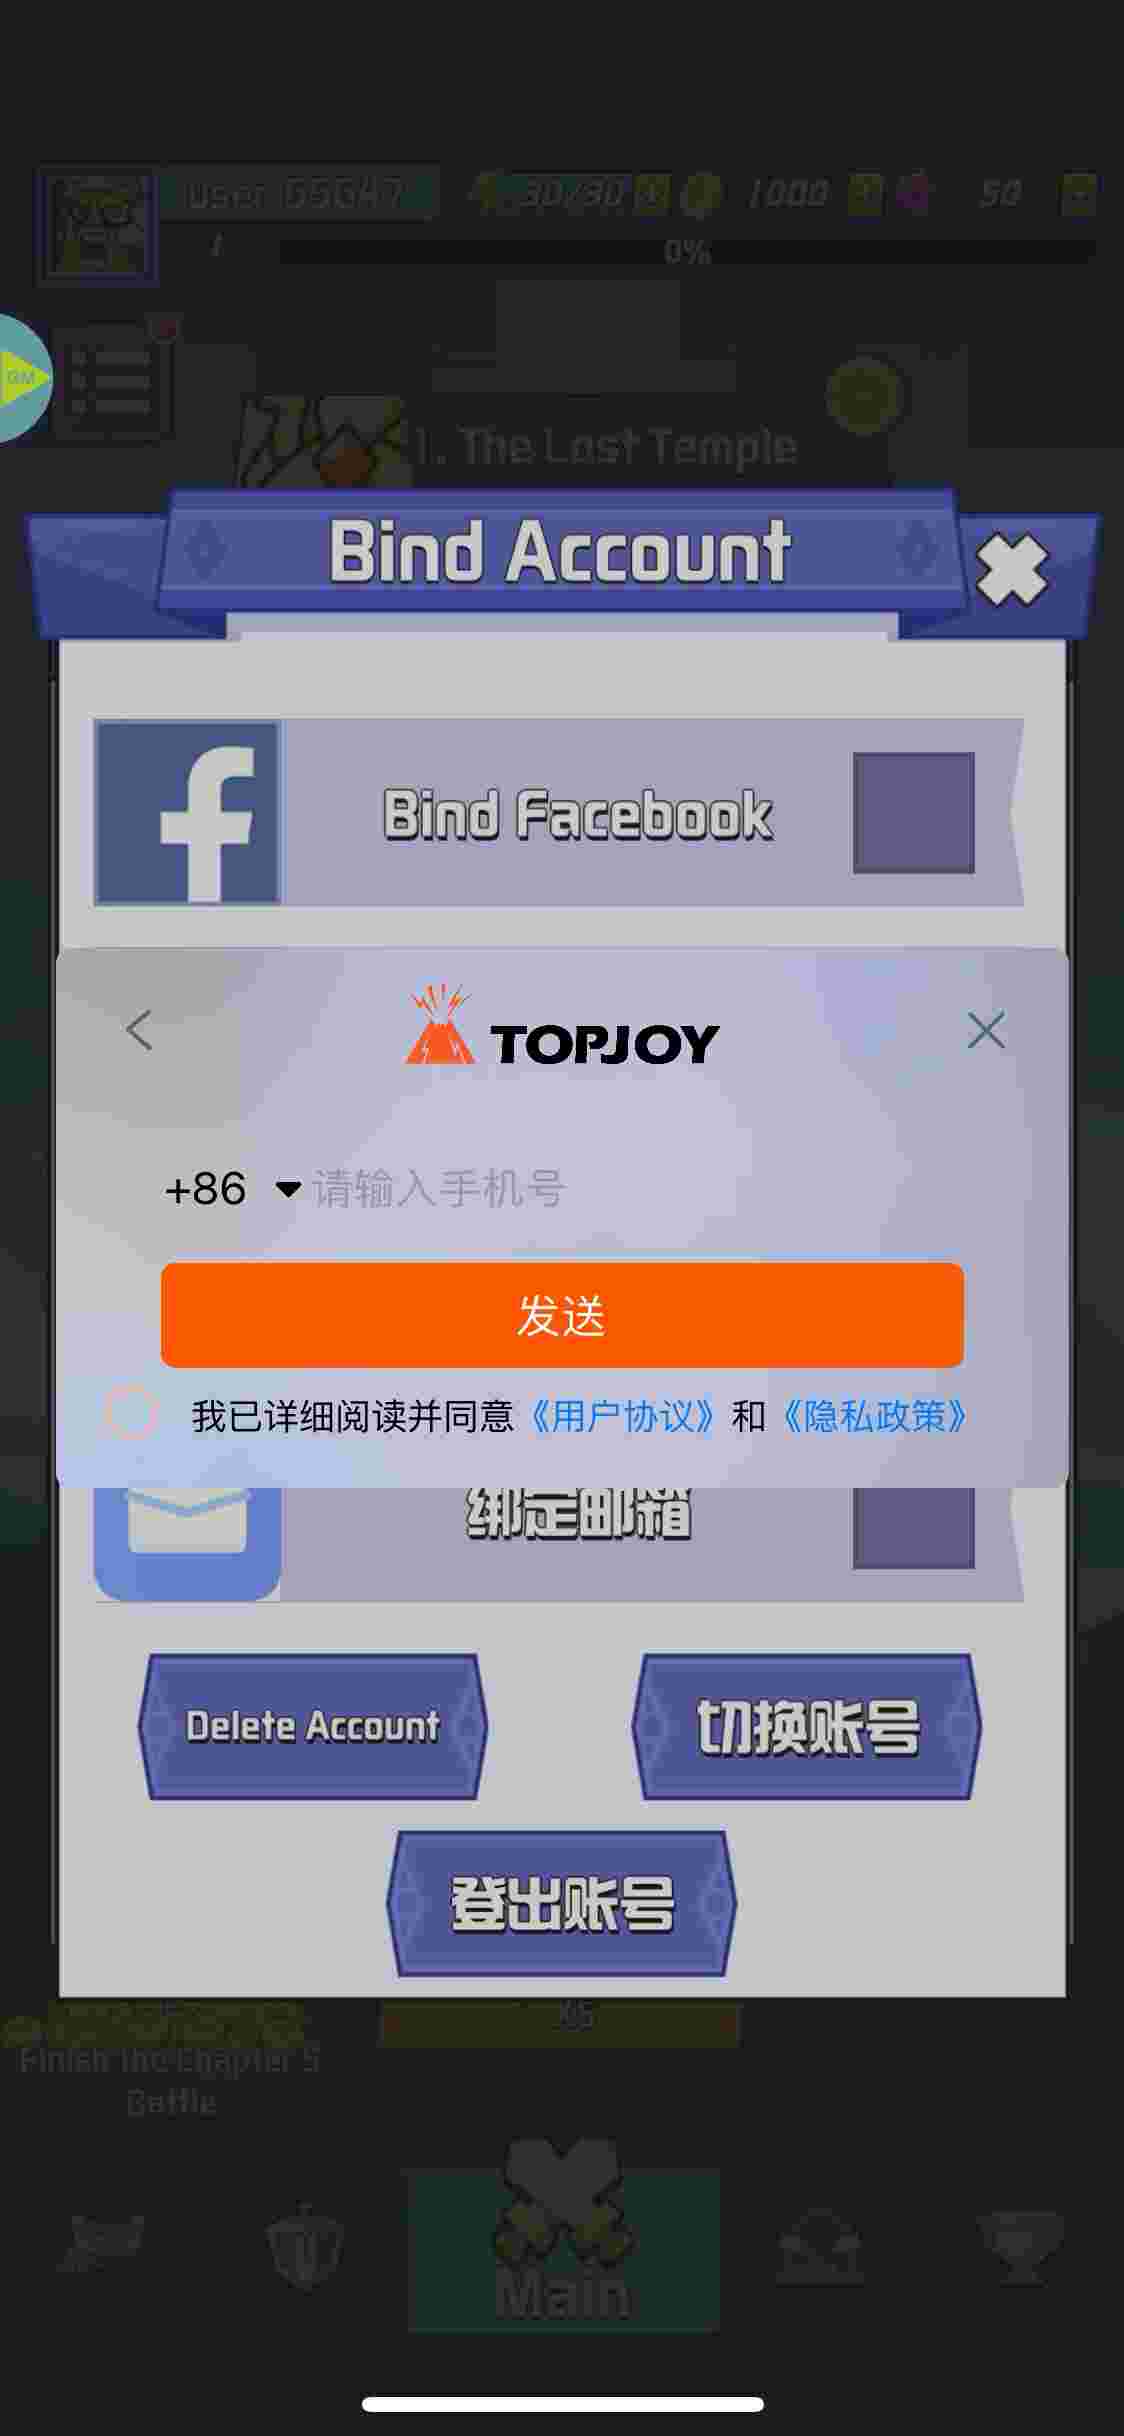 user 65647
30/30
1000
50
1
0%
GM
1. The Lost Temple
Bind Account
Bind Facebook
TOPJOY
+86 请输入手机号
发送
我已详细阅读并同意《用户协议》和《隐私政策》
绑定邮箱
Delete Account
切换账号
登出账号
x5
Finish the Chapter 5
Battle
Main